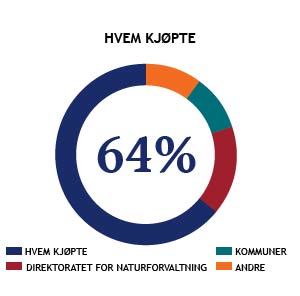 HVEM KJØPTE
64%
HVEM KJØPTE
KOMMUNER
DIREKTORATET FOR NATURFORVALTNING
ANDRE